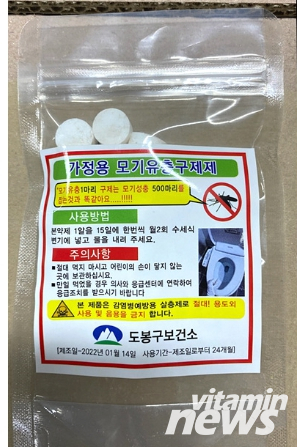 가정용 모기유충구제제
"모기유충1마리 구제는 모기성충 500마리를
잡는것과 똑같아요.....!!!!!
사용방법
본약제 1알을 15일에 한번씩 월2회 수세식
변기에 넣고 물을 내려 주세요.
주의사항
■ 절대 먹지 마시고 어린이의 손이 닿지 않는
곳에 보관하십시요.
■ 만일 먹었을 경우 의사와 응급센터에 연락하여
응급조치를 받으시기 바랍니다
■ 본 제품은 감염병예방용 살충제로 절대! 용도외
사용 및 음용을 금지 합니다.
도봉구보건소
[제조일-2022년 01월 14일 사용기간-제조일로부터 24개월]
vitamin
news